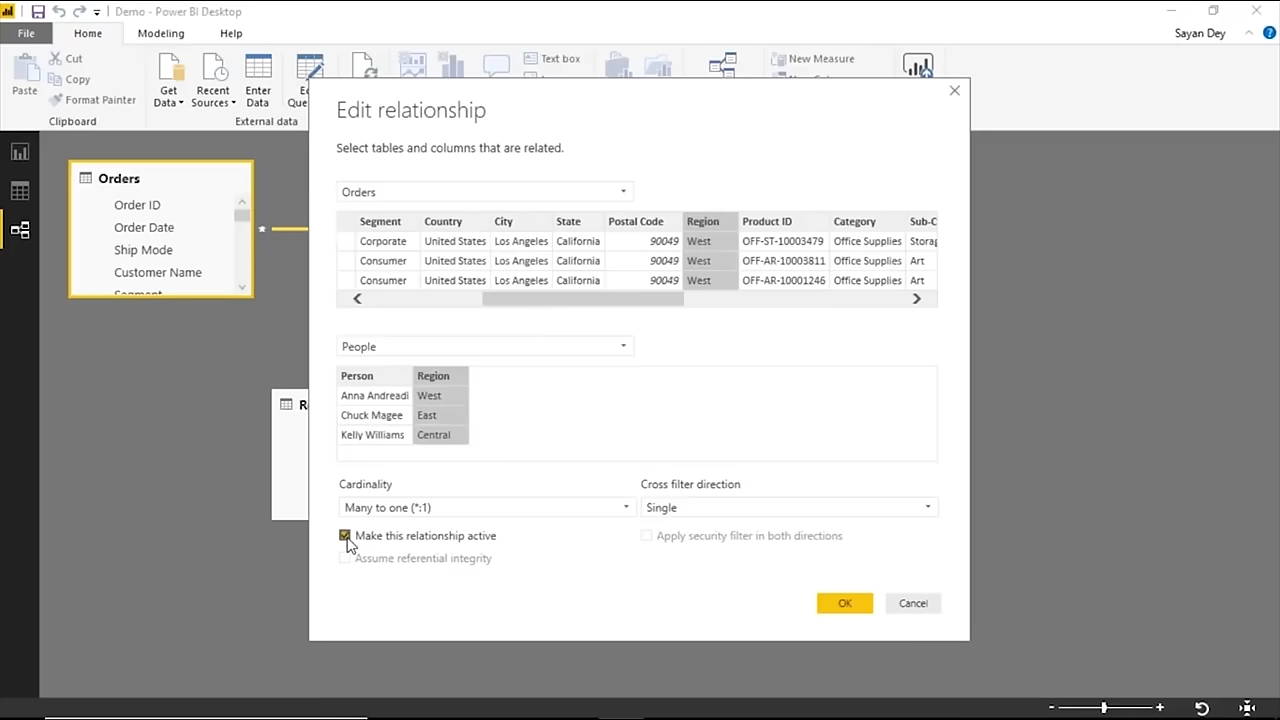 Demo - Power BI Desktop
File Home Modeling Help Sayan Dey
Paste
Cut
Copy
Format Painter
Clipboard
Get Data
Recent Sources
Enter Data
External data
Text box
New Measure
Edit relationship
Select tables and columns that are related.
Orders
Segment Country City State Postal Code Region Product ID Category Sub-C
Corporate United States Los Angeles California 90049 West OFF-ST-10003479 Office Supplies Storag
Consumer United States Los Angeles California 90049 West OFF-AR-10003811 Office Supplies Art
Consumer United States Los Angeles California 90049 West OFF-AR-10001246 Office Supplies Art
People
Person Region
Anna Andreadi West
Chuck Magee East
Kelly Williams Central
Cardinality Cross filter direction
Many to one (*:1) Single
Make this relationship active Apply security filter in both directions
Assume referential integrity
OK Cancel
Orders
Order ID
Order Date
Ship Mode
Customer Name
Segment
*